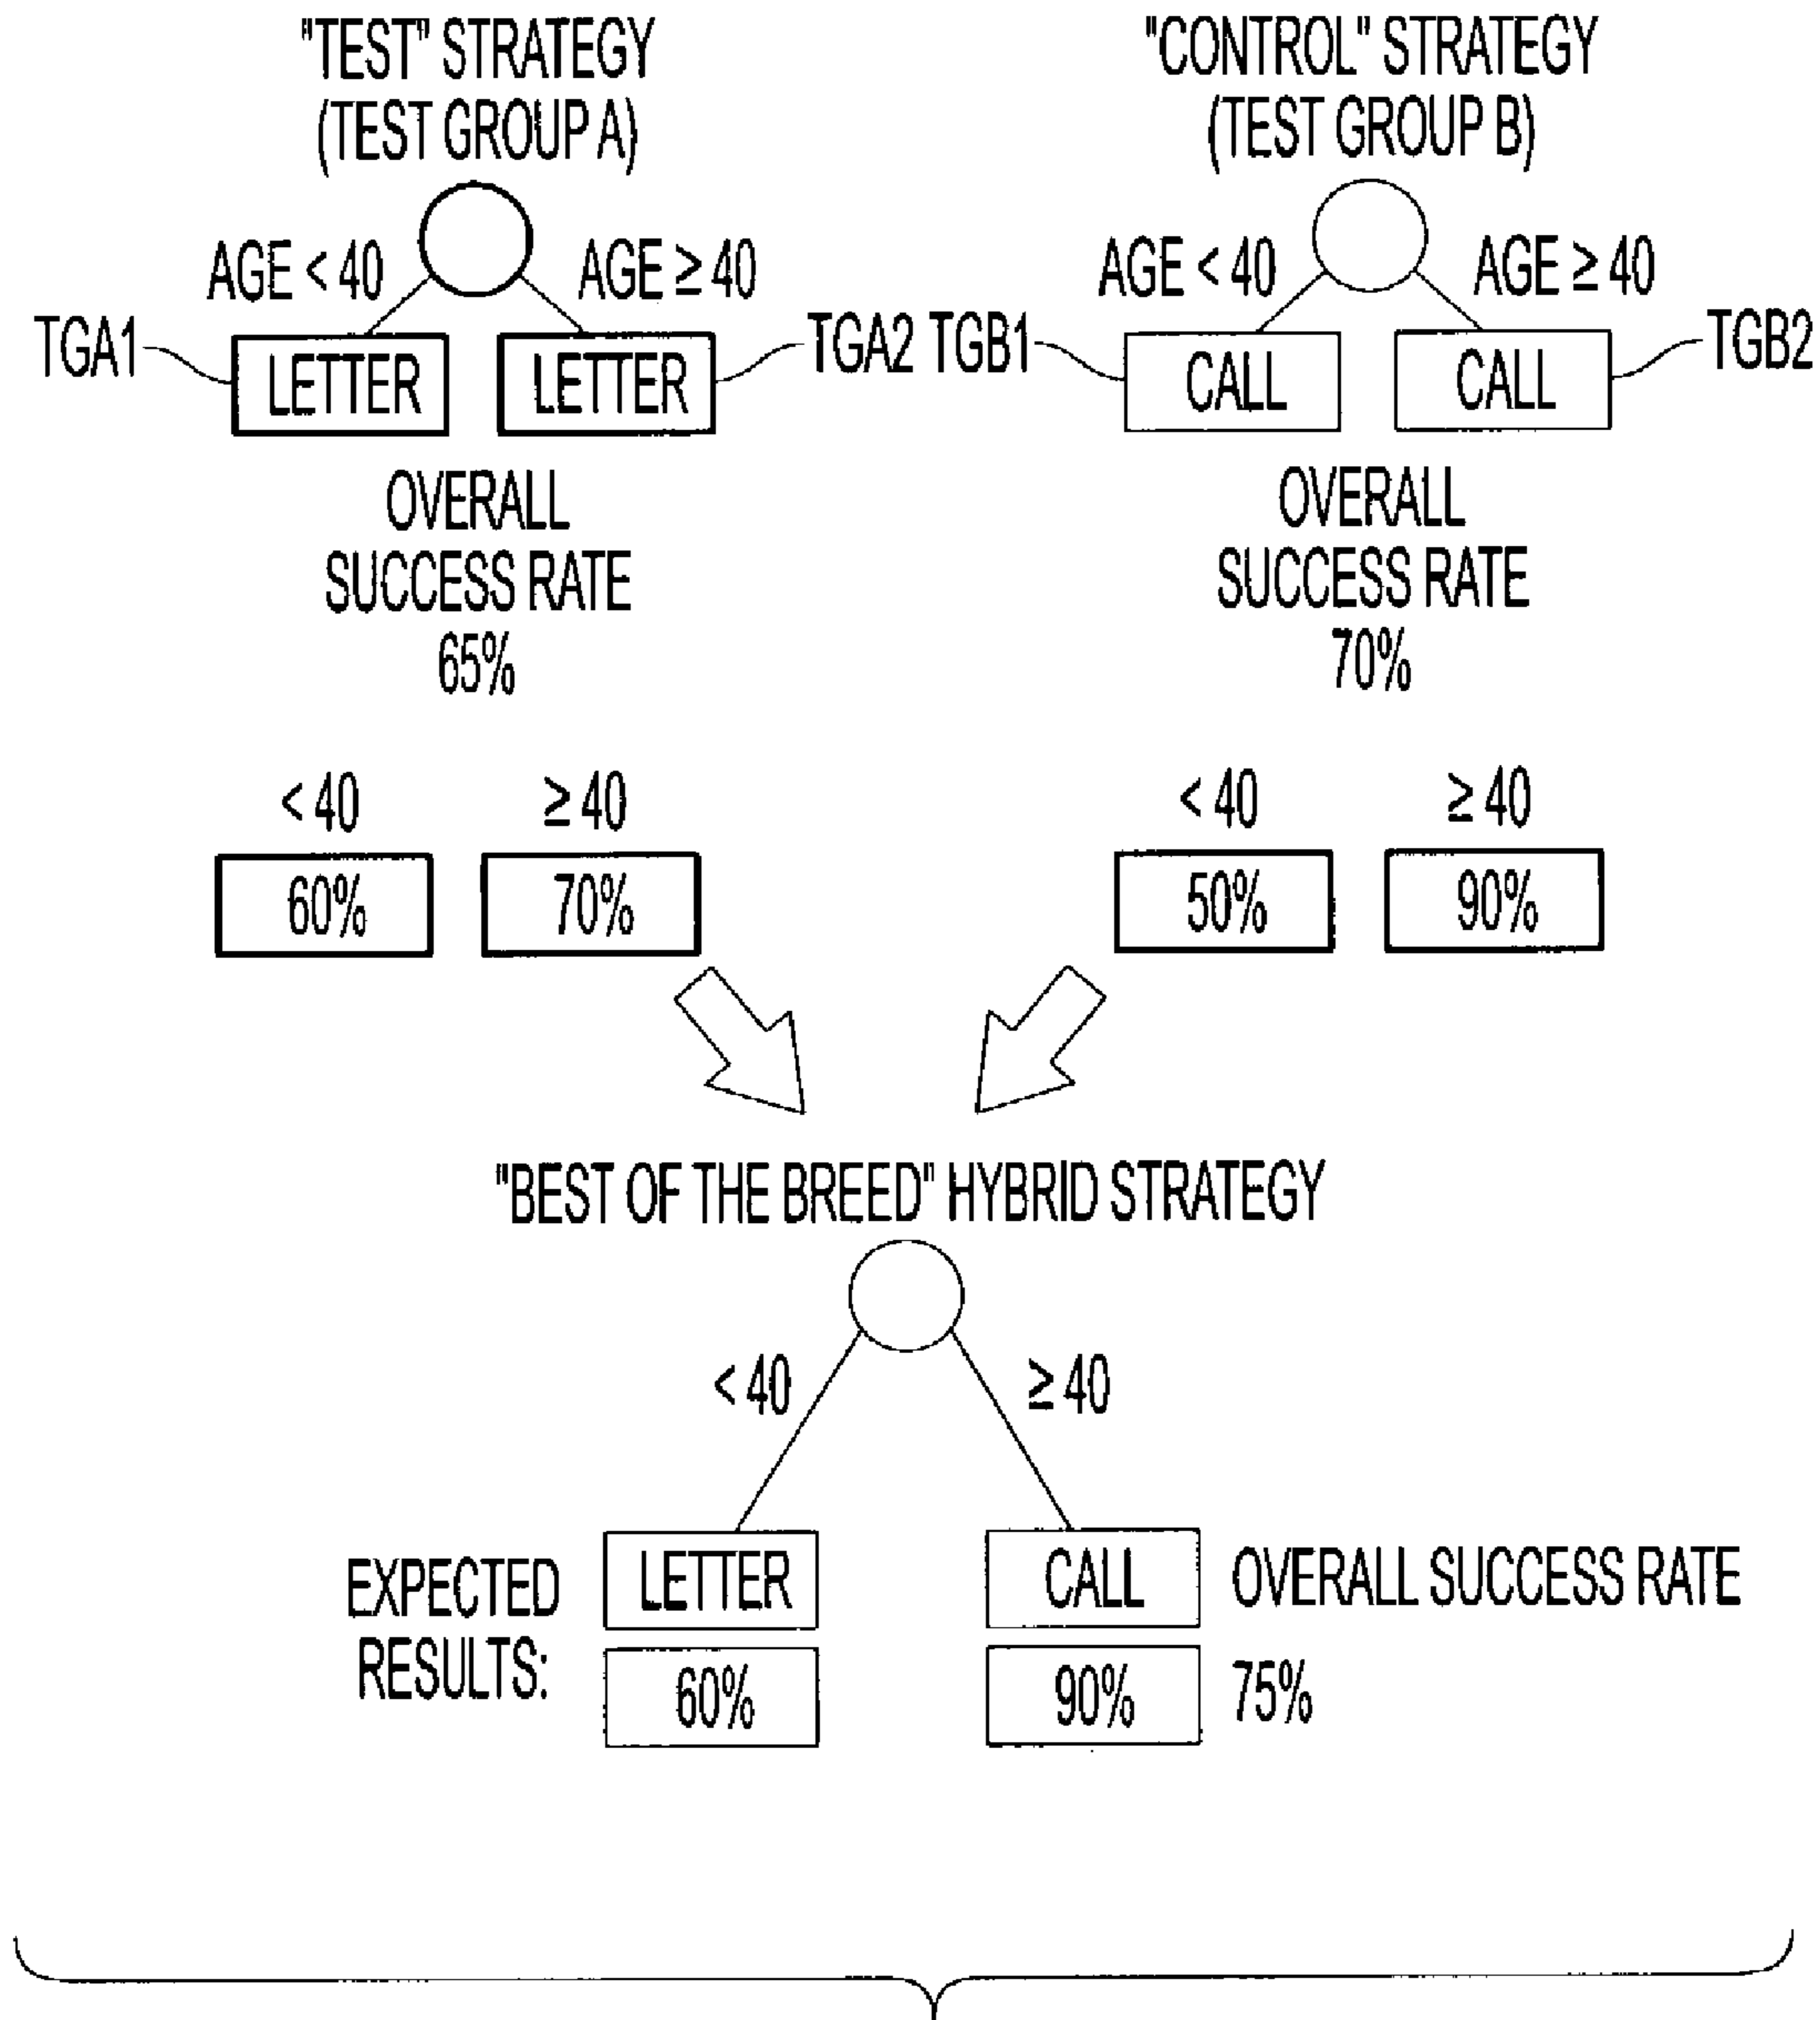 "TEST" STRATEGY
(TEST GROUP A)
AGE < 40
AGE ≥ 40
TGA1
LETTER
LETTER
TGA2
OVERALL
SUCCESS RATE
65%
< 40
≥ 40
60%
70%
"CONTROL" STRATEGY
(TEST GROUP B)
AGE < 40
AGE ≥ 40
TGB1
CALL
CALL
TGB2
OVERALL
SUCCESS RATE
70%
< 40
≥ 40
50%
90%
"BEST OF THE BREED" HYBRID STRATEGY
< 40
≥ 40
EXPECTED
RESULTS:
LETTER
CALL
OVERALL SUCCESS RATE
60%
90%
75%